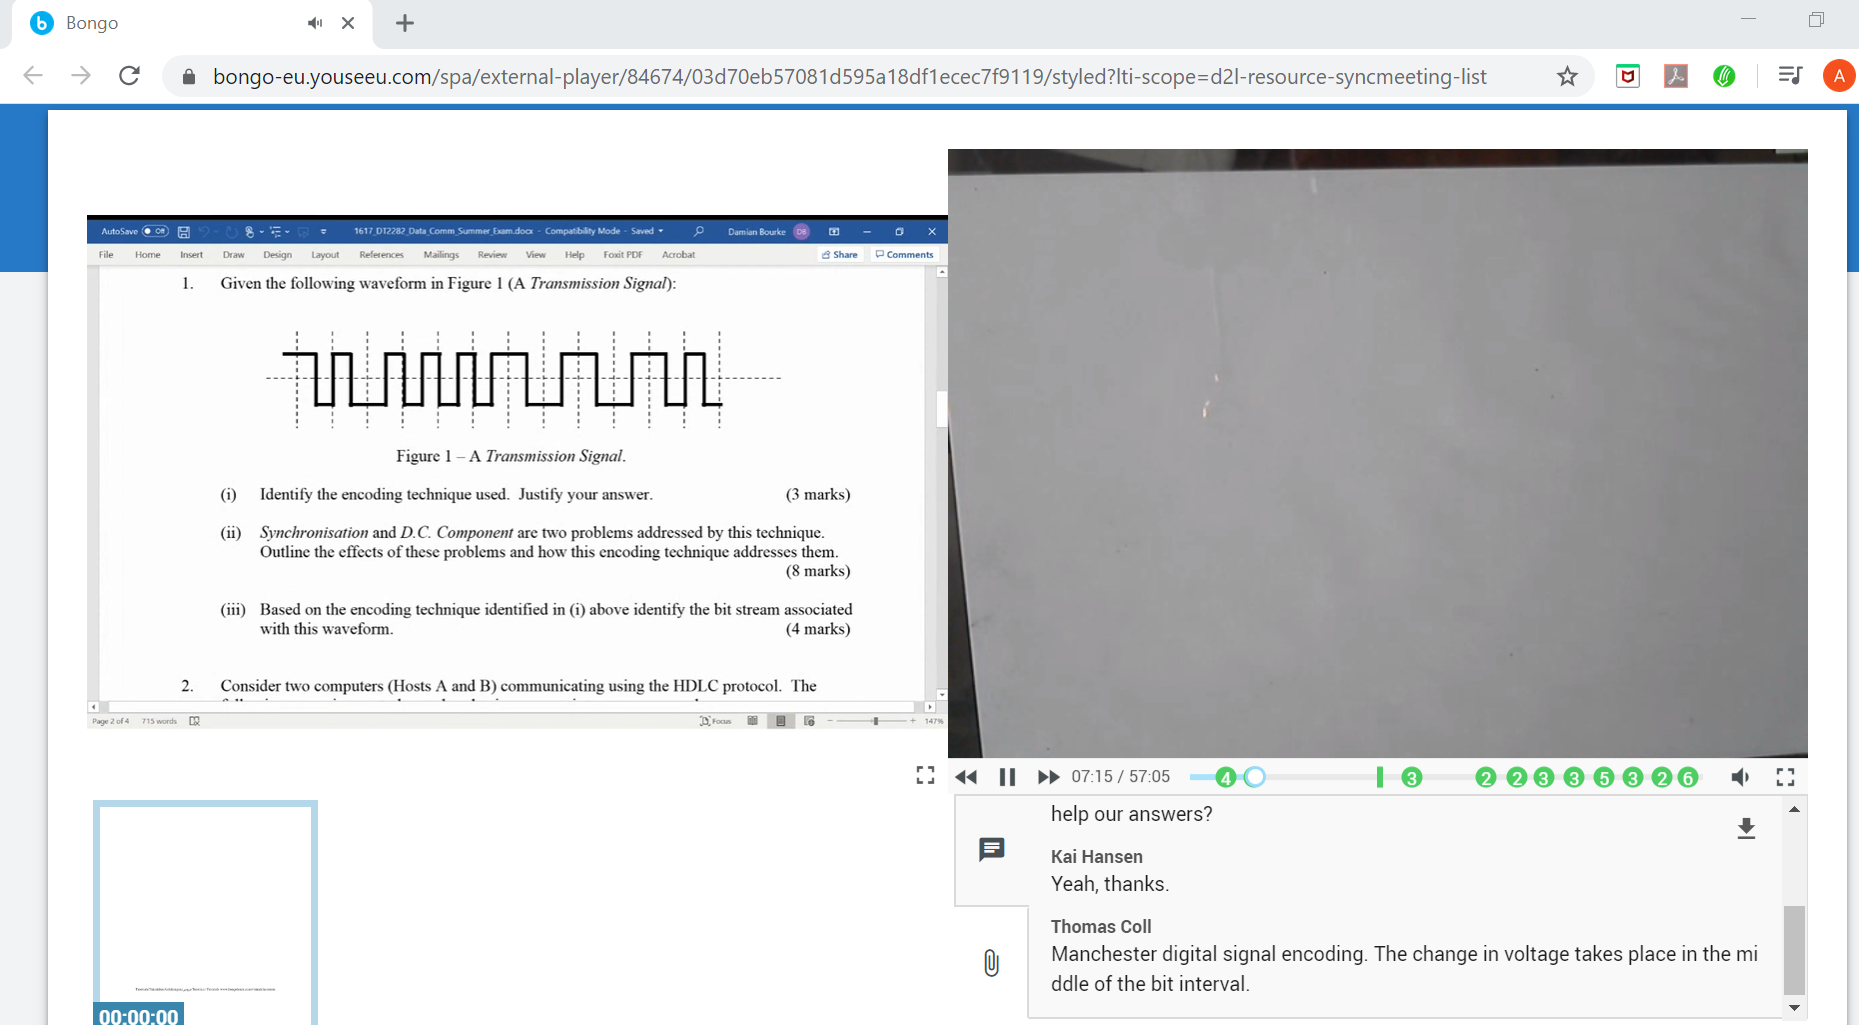 Bongo
bongo-eu.youseeu.com/spa/external-player/84674/03d70eb57081d595a18df1ecec7f9119/styled?lti-scope=d2l-resource-syncmeeting-list
A
AutoSave Off 1617_DT2282_Data_Comm_Summer_Exam.docx - Compatibility Mode - Saved Damian Bourke DB
File Home Insert Draw Design Layout References Mailings Review View Help Foxit PDF Acrobat Share Comments
1. Given the following waveform in Figure 1 (A Transmission Signal):
Figure 1 – A Transmission Signal.
(i) Identify the encoding technique used. Justify your answer. (3 marks)
(ii) Synchronisation and D.C. Component are two problems addressed by this technique.
Outline the effects of these problems and how this encoding technique addresses them.
(8 marks)
(iii) Based on the encoding technique identified in (i) above identify the bit stream associated
with this waveform. (4 marks)
2. Consider two computers (Hosts A and B) communicating using the HDLC protocol. The
Page 2 of 4 715 words Focus 147%
07:15 / 57:05 4 3 2 2 3 3 5 3 2 6
help our answers?
Kai Hansen
Yeah, thanks.
Thomas Coll
Manchester digital signal encoding. The change in voltage takes place in the mi
ddle of the bit interval.
00:00:00